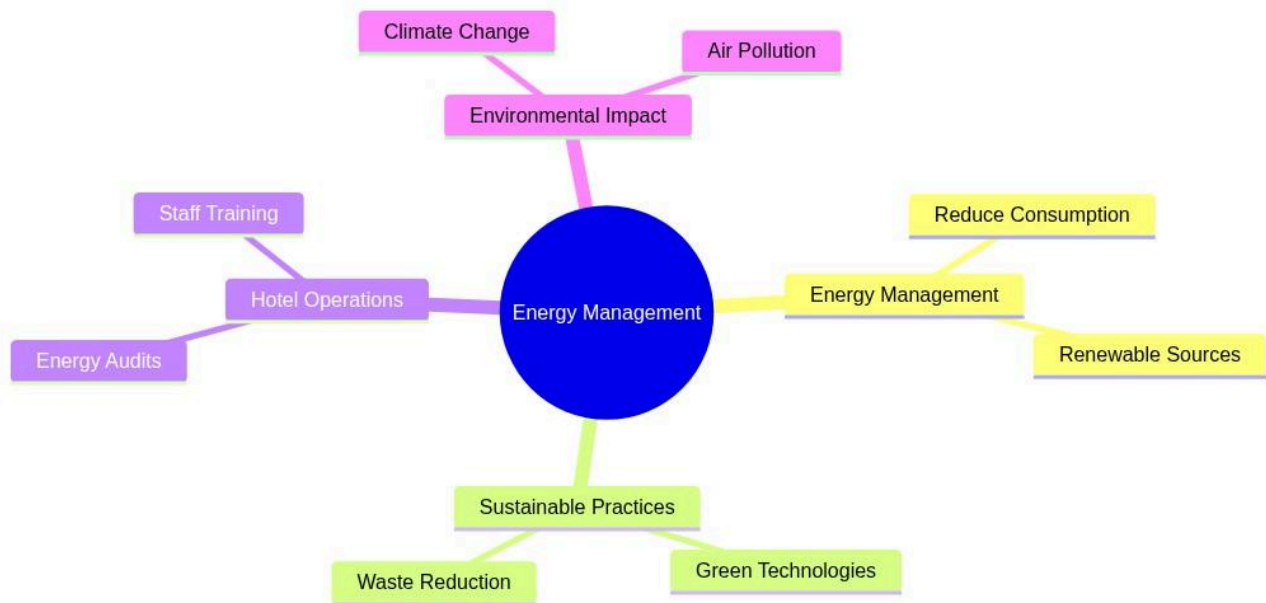 Climate Change
Air Pollution
Environmental Impact
Staff Training
Reduce Consumption
Hotel Operations
Energy Management
Energy Management
Energy Audits
Renewable Sources
Sustainable Practices
Waste Reduction
Green Technologies